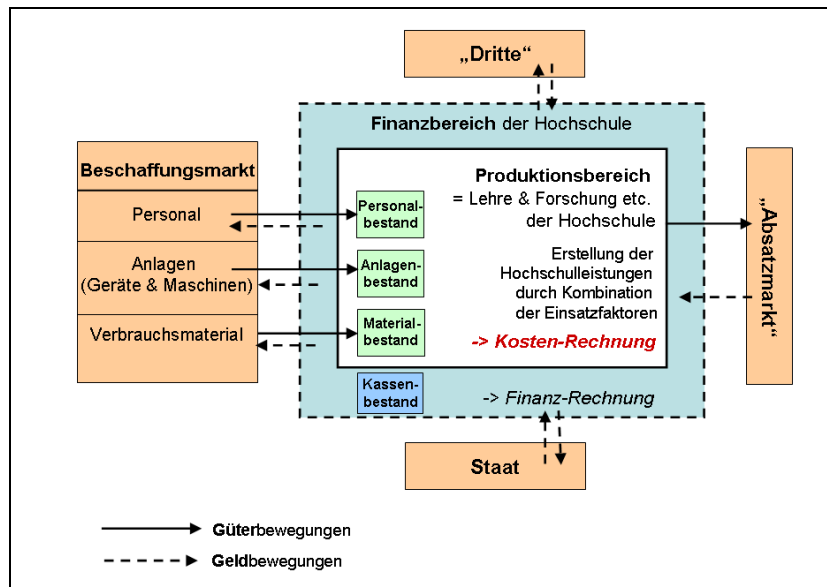 „Dritte“
Finanzbereich der Hochschule
Beschaffungsmarkt
Personal
Anlagen
(Geräte & Maschinen)
Verbrauchsmaterial
Personal-
bestand
Anlagen-
bestand
Material-
bestand
Kassen-
bestand
Produktionsbereich
= Lehre & Forschung etc.
der Hochschule
Erstellung der
Hochschulleistungen
durch Kombination
der Einsatzfaktoren
-> Kosten-Rechnung
-> Finanz-Rechnung
„Absatzmarkt“
Staat
Güterbewegungen
Geldbewegungen